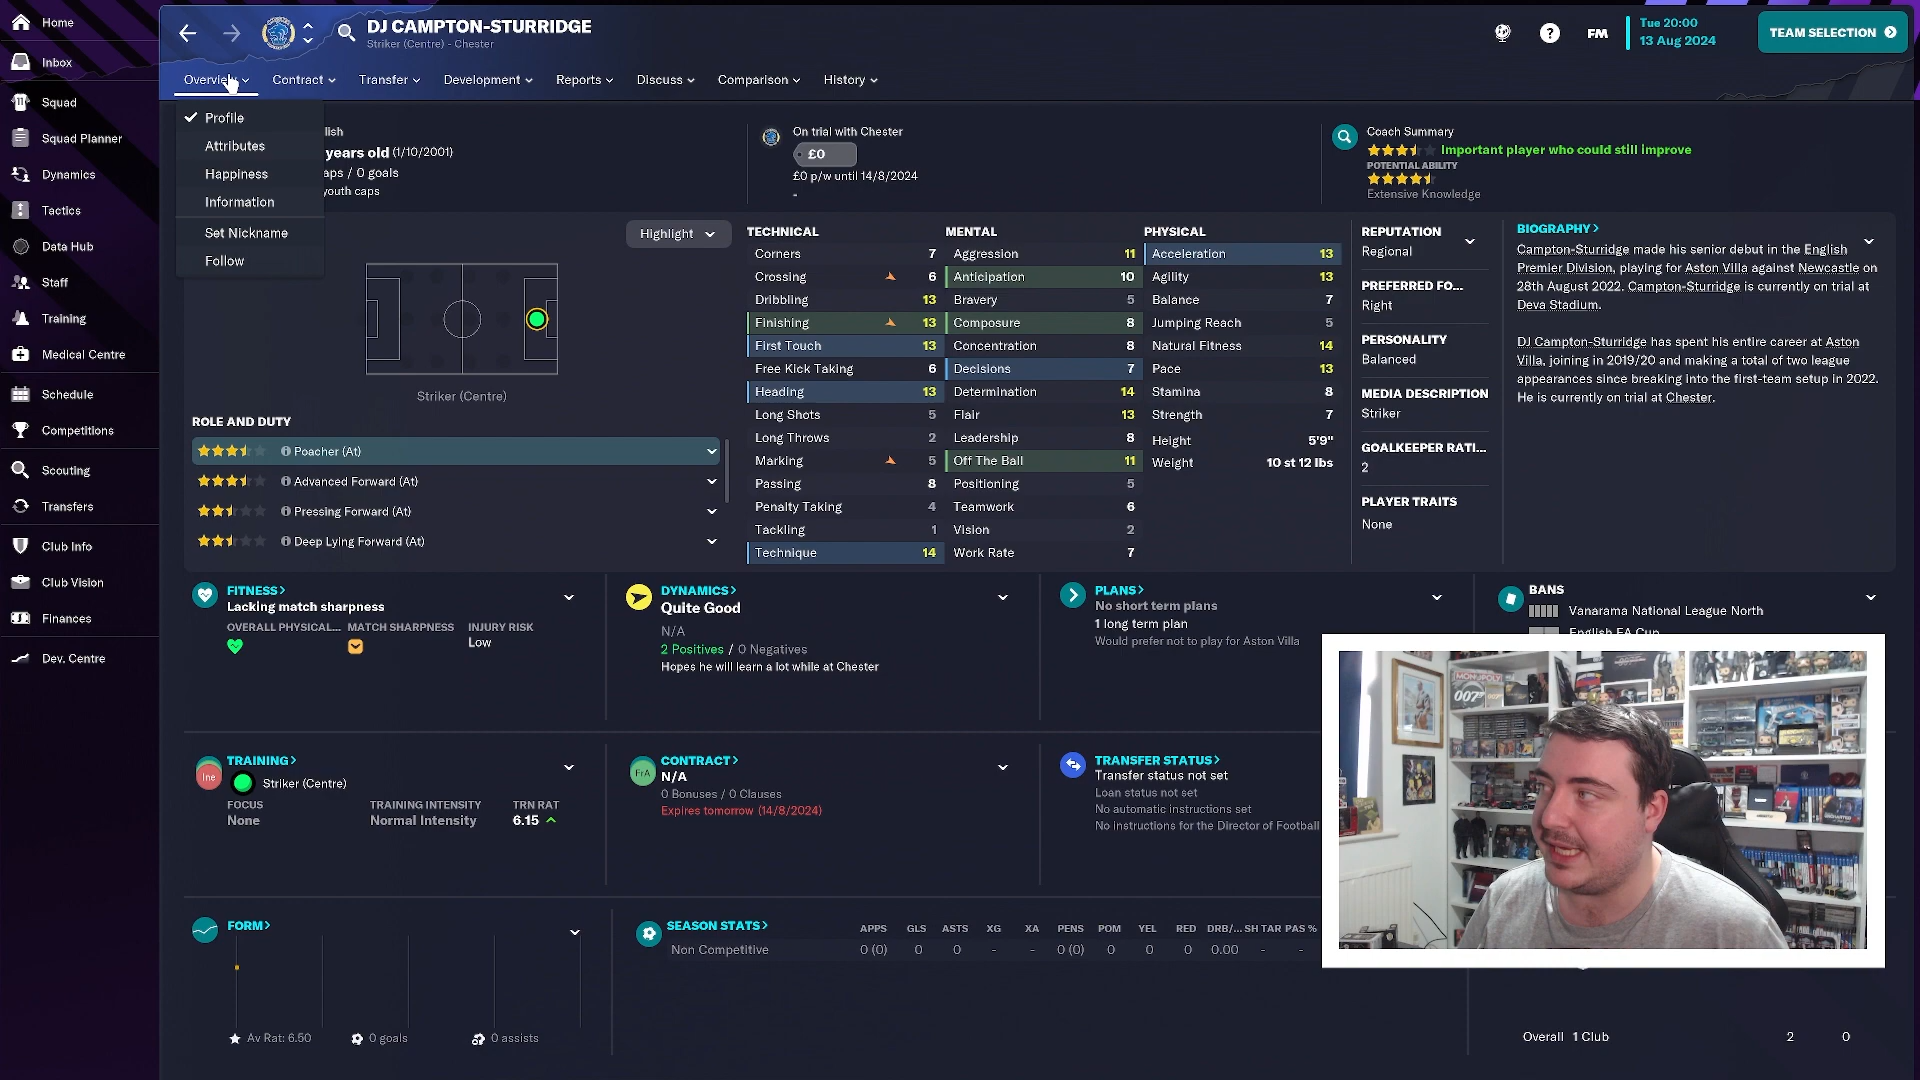 Home
Inbox
Squad
Squad Planner
Dynamics
Tactics
Data Hub
Staff
Training
Medical Centre
Schedule
Competitions
Scouting
Transfers
Club Info
Club Vision
Finances
Dev. Centre
DJ CAMPTON-STURRIDGE
Striker (Centre) - Chester
FM
Tue 20:00
13 Aug 2024
TEAM SELECTION
Overview
Contract
Transfer
Development
Reports
Discuss
Comparison
History
Profile
Attributes
Happiness
Information
Set Nickname
Follow
lish
years old (1/10/2001)
aps / 0 goals
youth caps
On trial with Chester
£0
£0 p/w until 14/8/2024
-
Coach Summary
Important player who could still improve
POTENTIAL ABILITY
Extensive Knowledge
Highlight
Striker (Centre)
ROLE AND DUTY
Poacher (At)
Advanced Forward (At)
Pressing Forward (At)
Deep Lying Forward (At)
TECHNICAL
Corners 7
Crossing 6
Dribbling 13
Finishing 13
First Touch 13
Free Kick Taking 6
Heading 13
Long Shots 5
Long Throws 2
Marking 5
Passing 8
Penalty Taking 4
Tackling 1
Technique 14
MENTAL
Aggression 11
Anticipation 10
Bravery 5
Composure 8
Concentration 8
Decisions 7
Determination 14
Flair 13
Leadership 8
Off The Ball 11
Positioning 5
Teamwork 6
Vision 2
Work Rate 7
PHYSICAL
Acceleration 13
Agility 13
Balance 7
Jumping Reach 5
Natural Fitness 14
Pace 13
Stamina 8
Strength 7
Height 5'9"
Weight 10 st 12 lbs
REPUTATION
Regional
PREFERRED FO...
Right
PERSONALITY
Balanced
MEDIA DESCRIPTION
Striker
GOALKEEPER RATI...
2
PLAYER TRAITS
None
BIOGRAPHY>
Campton-Sturridge made his senior debut in the English
Premier Division, playing for Aston Villa against Newcastle on
28th August 2022. Campton-Sturridge is currently on trial at
Deva Stadium.
DJ Campton-Sturridge has spent his entire career at Aston
Villa, joining in 2019/20 and making a total of two league
appearances since breaking into the first-team setup in 2022.
He is currently on trial at Chester.
FITNESS>
Lacking match sharpness
OVERALL PHYSICAL... MATCH SHARPNESS INJURY RISK
Low
DYNAMICS>
Quite Good
N/A
2 Positives / 0 Negatives
Hopes he will learn a lot while at Chester
PLANS>
No short term plans
1 long term plan
Would prefer not to play for Aston Villa
BANS
Vanarama National League North
English FA Cup
TRAINING>
Ine
Striker (Centre)
FOCUS TRAINING INTENSITY TRN RAT
None Normal Intensity 6.15
CONTRACT>
FrA
N/A
0 Bonuses / 0 Clauses
Expires tomorrow (14/8/2024)
TRANSFER STATUS>
Transfer status not set
Loan status not set
No automatic instructions set
No instructions for the Director of Football
FORM>
Av Rat: 6.50 0 goals 0 assists
SEASON STATS> APPS GLS ASTS XG XA PENS POM YEL RED DRB/... SH TAR PAS %
Non Competitive 0 (0) 0 0 - - 0 (0) 0 0 0 0.00 - -
Overall 1 Club 2 0
MONOPOLY
007